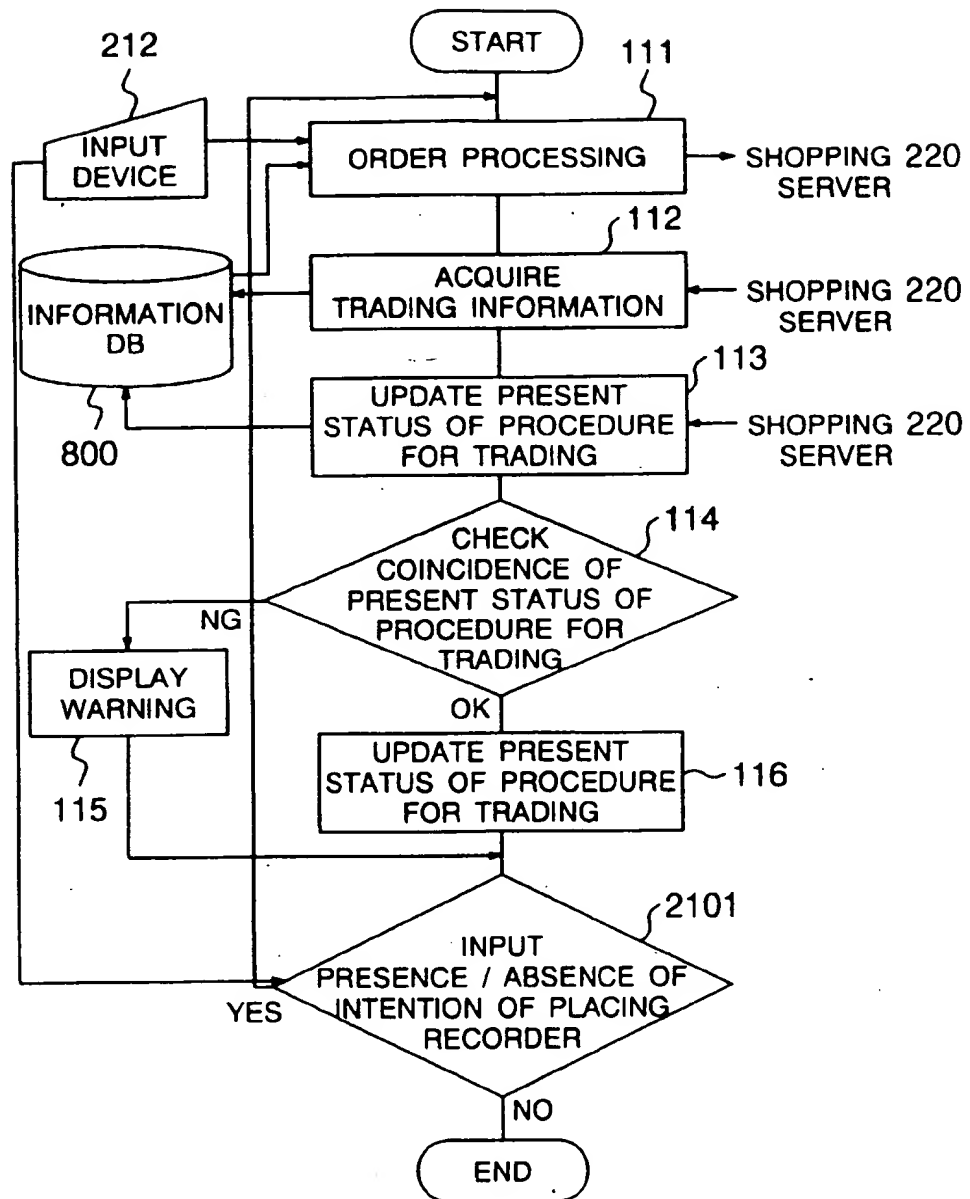 START
212
111
INPUT
DEVICE
ORDER PROCESSING
SHOPPING 220
SERVER
112
ACQUIRE
TRADING INFORMATION
SHOPPING 220
SERVER
INFORMATION
DB
800
113
UPDATE PRESENT
STATUS OF PROCEDURE
FOR TRADING
SHOPPING 220
SERVER
114
CHECK
COINCIDENCE OF
PRESENT STATUS OF
PROCEDURE FOR
TRADING
NG
OK
DISPLAY
WARNING
115
UPDATE PRESENT
STATUS OF PROCEDURE
FOR TRADING
116
2101
INPUT
PRESENCE / ABSENCE OF
INTENTION OF PLACING
RECORDER
YES
NO
END